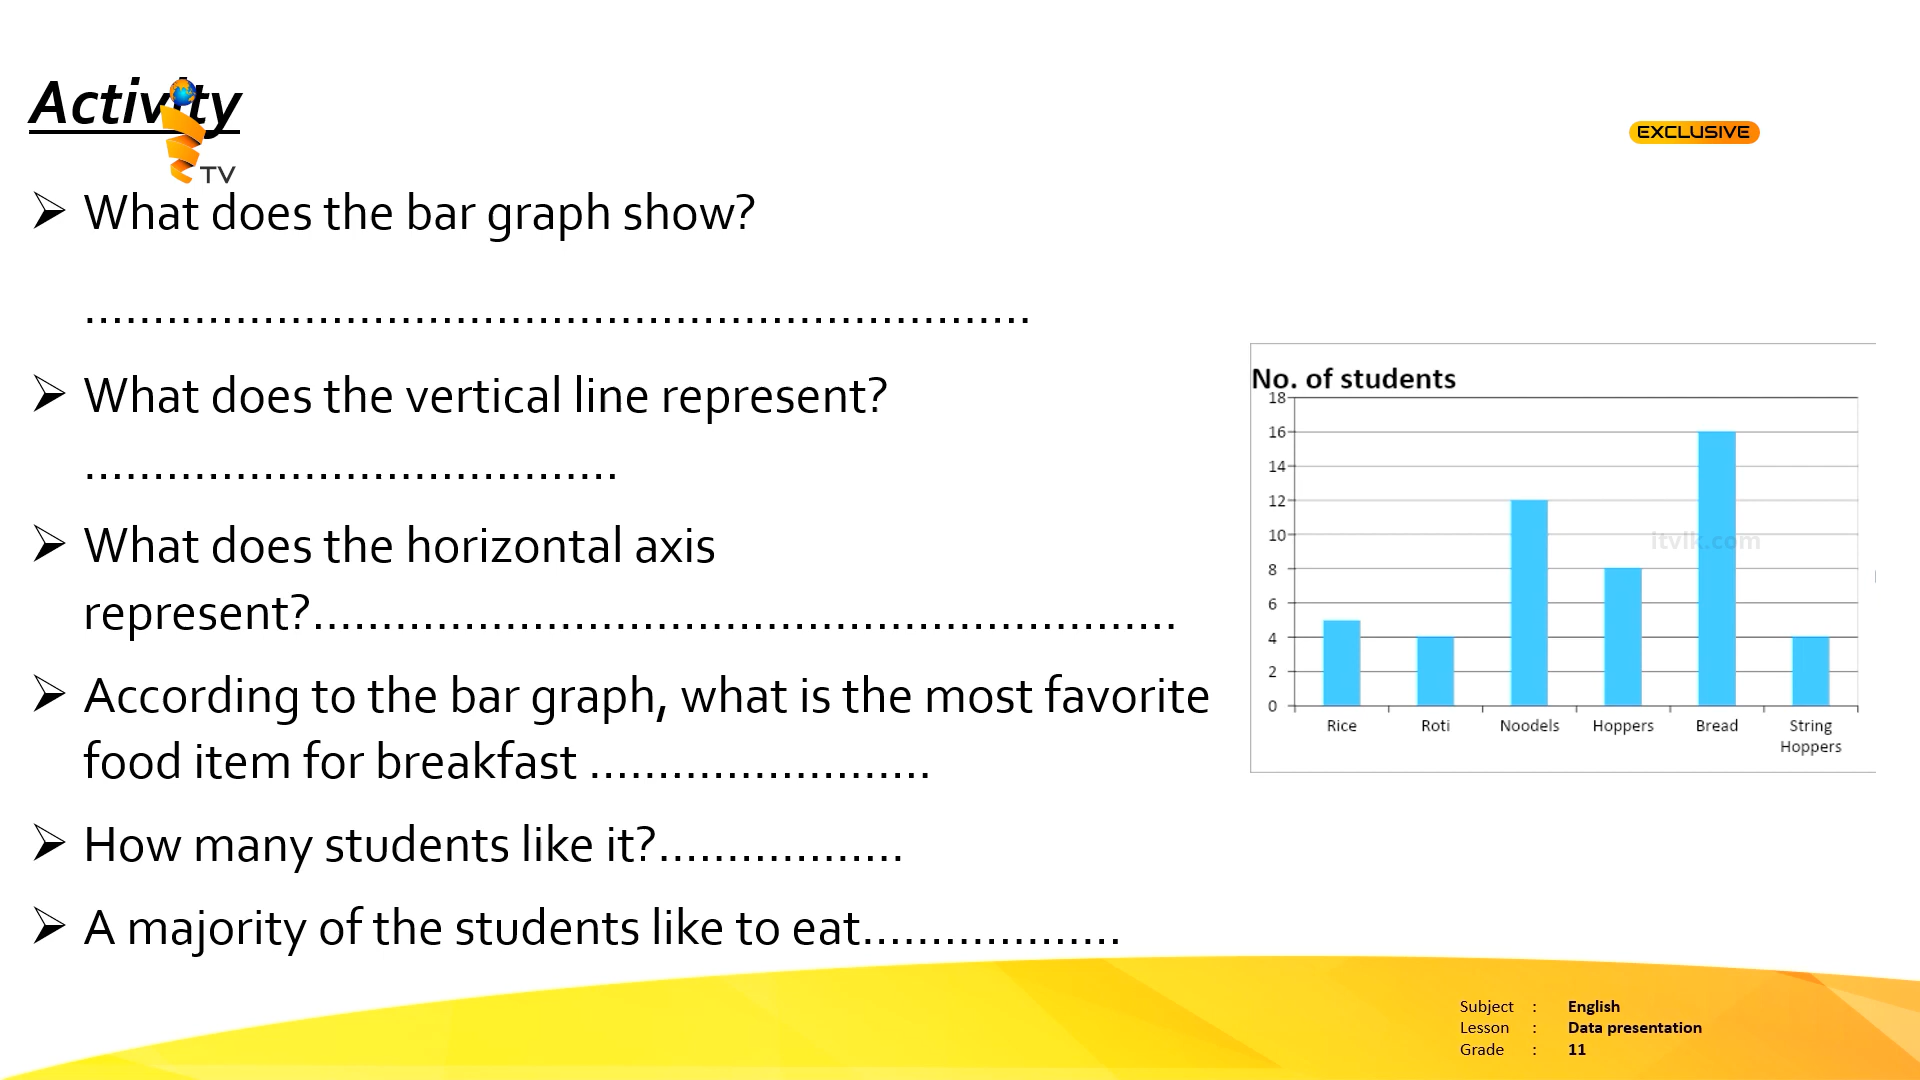 Activity
TV
EXCLUSIVE
➢ What does the bar graph show?
.....................................................................
➢ What does the vertical line represent?
.......................................
➢ What does the horizontal axis
represent?...............................................................
➢ According to the bar graph, what is the most favorite
food item for breakfast .........................
➢ How many students like it?..................
➢ A majority of the students like to eat...................
No. of students
18
16
14
12
10
8
6
4
2
0
itvlk.com
Rice Roti Noodels Hoppers Bread String
Hoppers
Subject : English
Lesson : Data presentation
Grade : 11